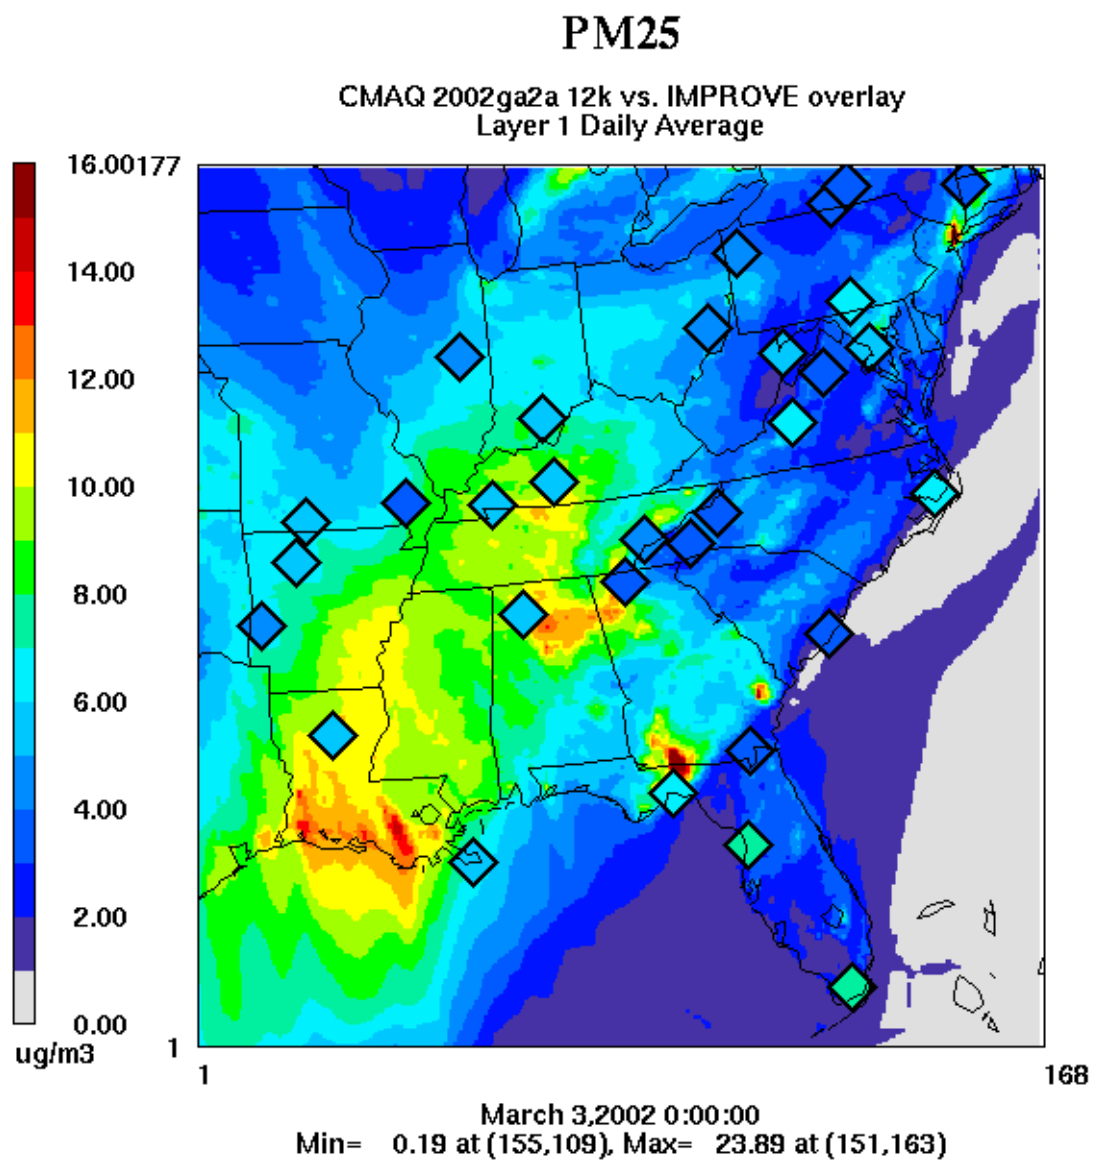 PM25
CMAQ 2002ga2a 12k vs. IMPROVE overlay
Layer 1 Daily Average
16.00
177
14.00
12.00
10.00
8.00
6.00
4.00
2.00
0.00
ug/m3
1
1
168
March 3,2002 0:00:00
Min= 0.19 at (155,109), Max= 23.89 at (151,163)